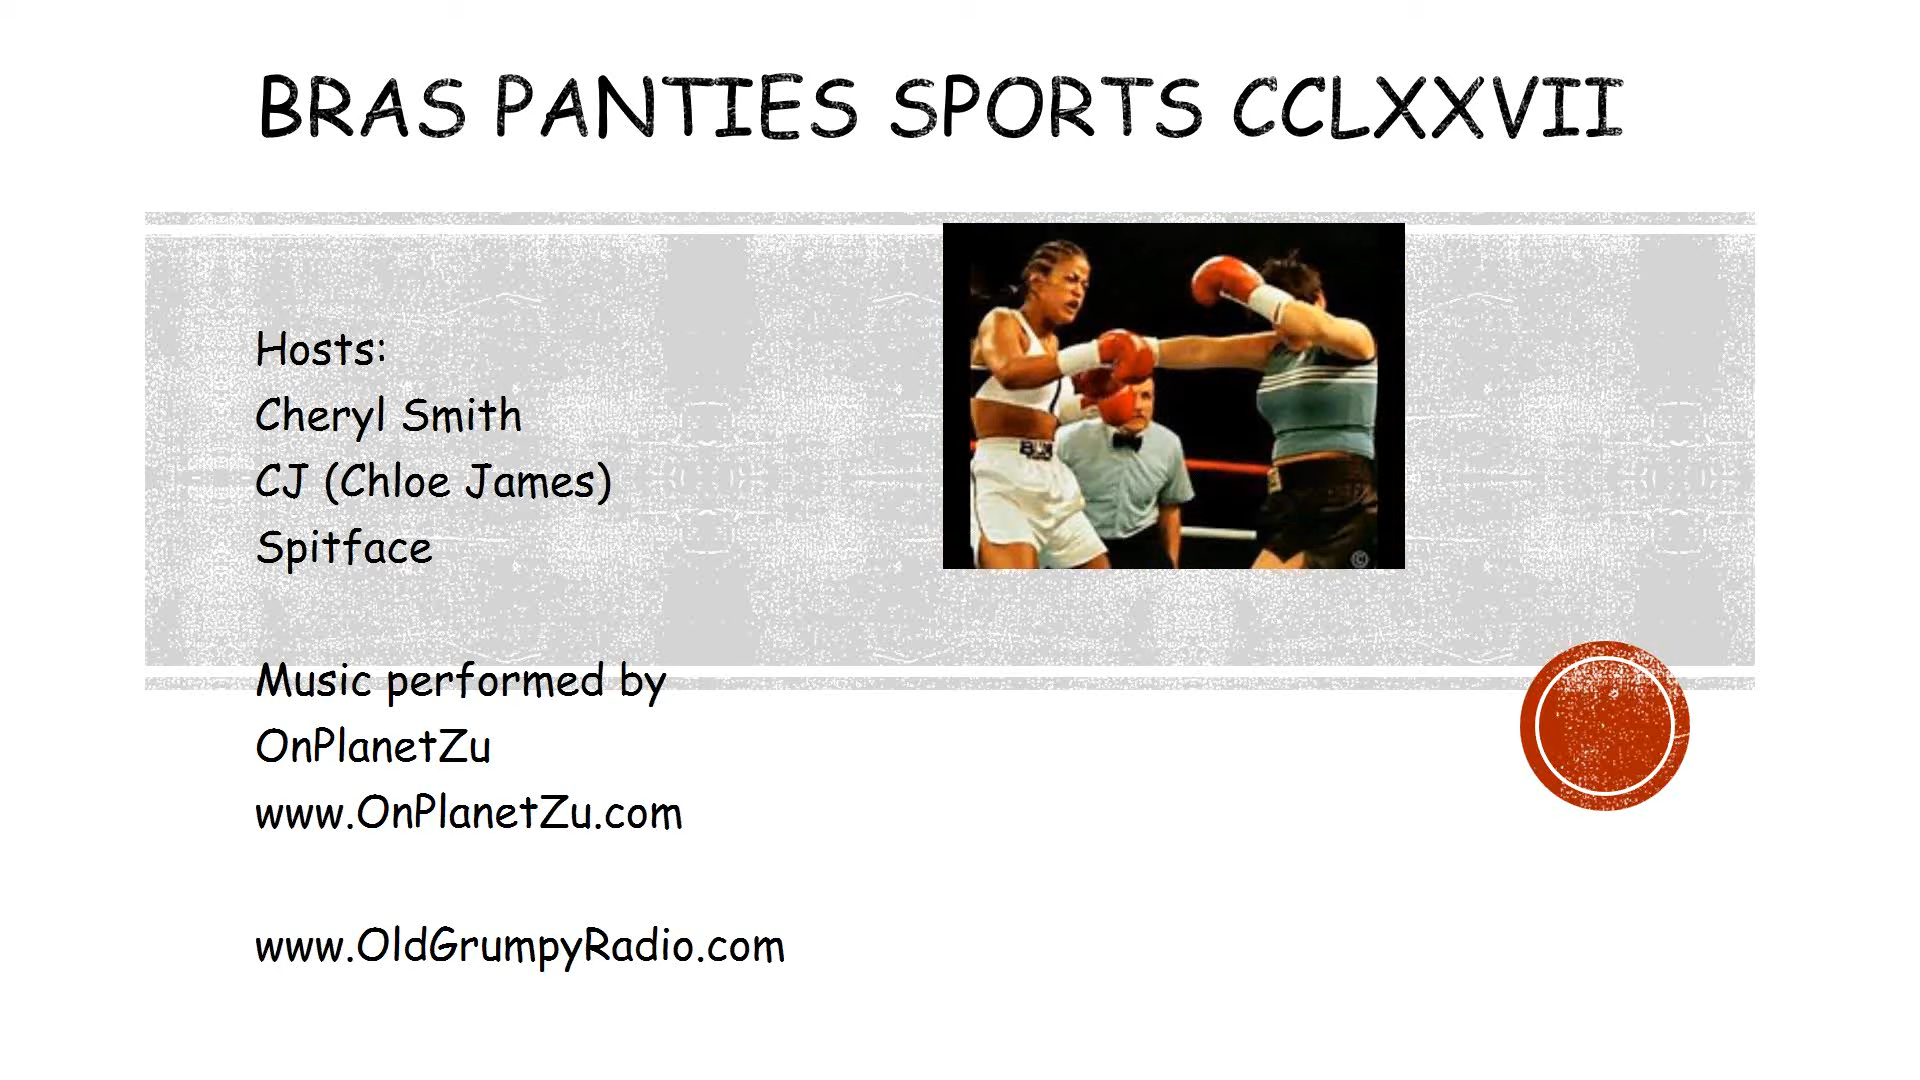 BRAS PANTIES SPORTS CCLXXVII
Hosts:
Cheryl Smith
CJ (Chloe James)
Spitface
Music performed by
OnPlanetZu
www.OnPlanetZu.com
www.OldGrumpyRadio.com
©